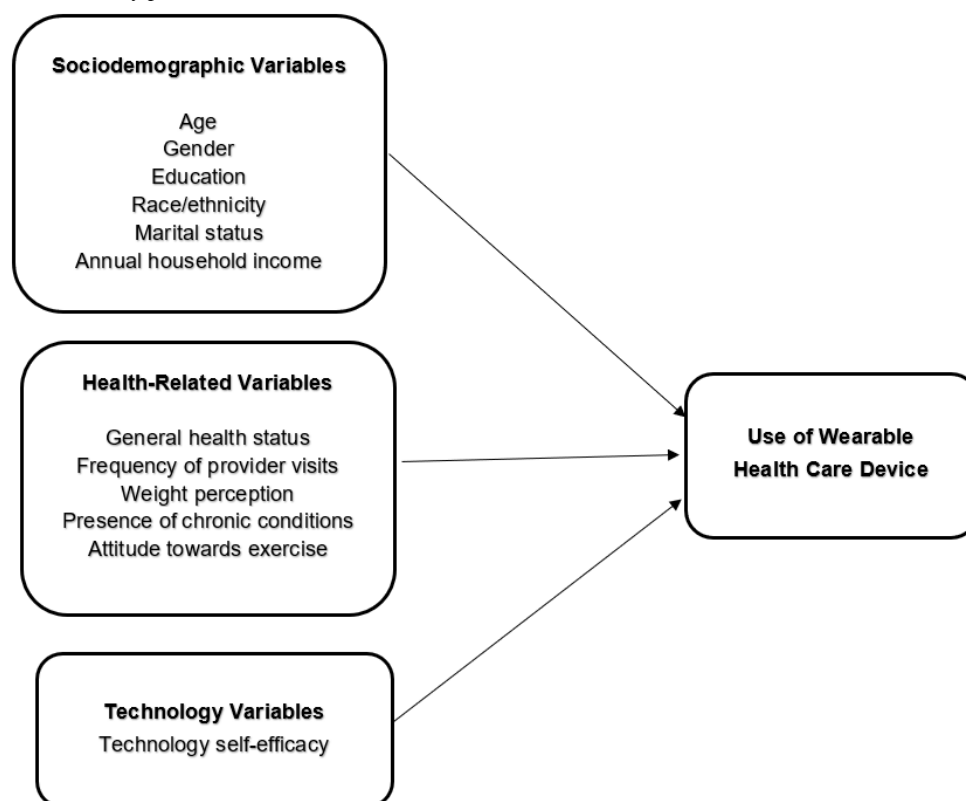 Sociodemographic Variables
Age
Gender
Education
Race/ethnicity
Marital status
Annual household income
Health-Related Variables
General health status
Frequency of provider visits
Weight perception
Presence of chronic conditions
Attitude towards exercise
Technology Variables
Technology self-efficacy
Use of Wearable
Health Care Device